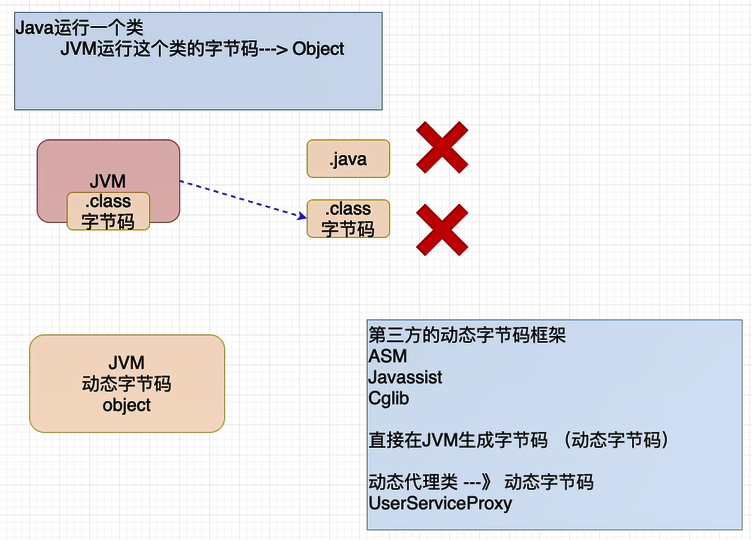 Java运行一个类
JVM运行这个类的字节码---> Object
JVM
.class
字节码
.java
.class
字节码
JVM
动态字节码
object
第三方的动态字节码框架
ASM
Javassist
Cglib
直接在JVM生成字节码 （动态字节码）
动态代理类 ---》 动态字节码
UserServiceProxy